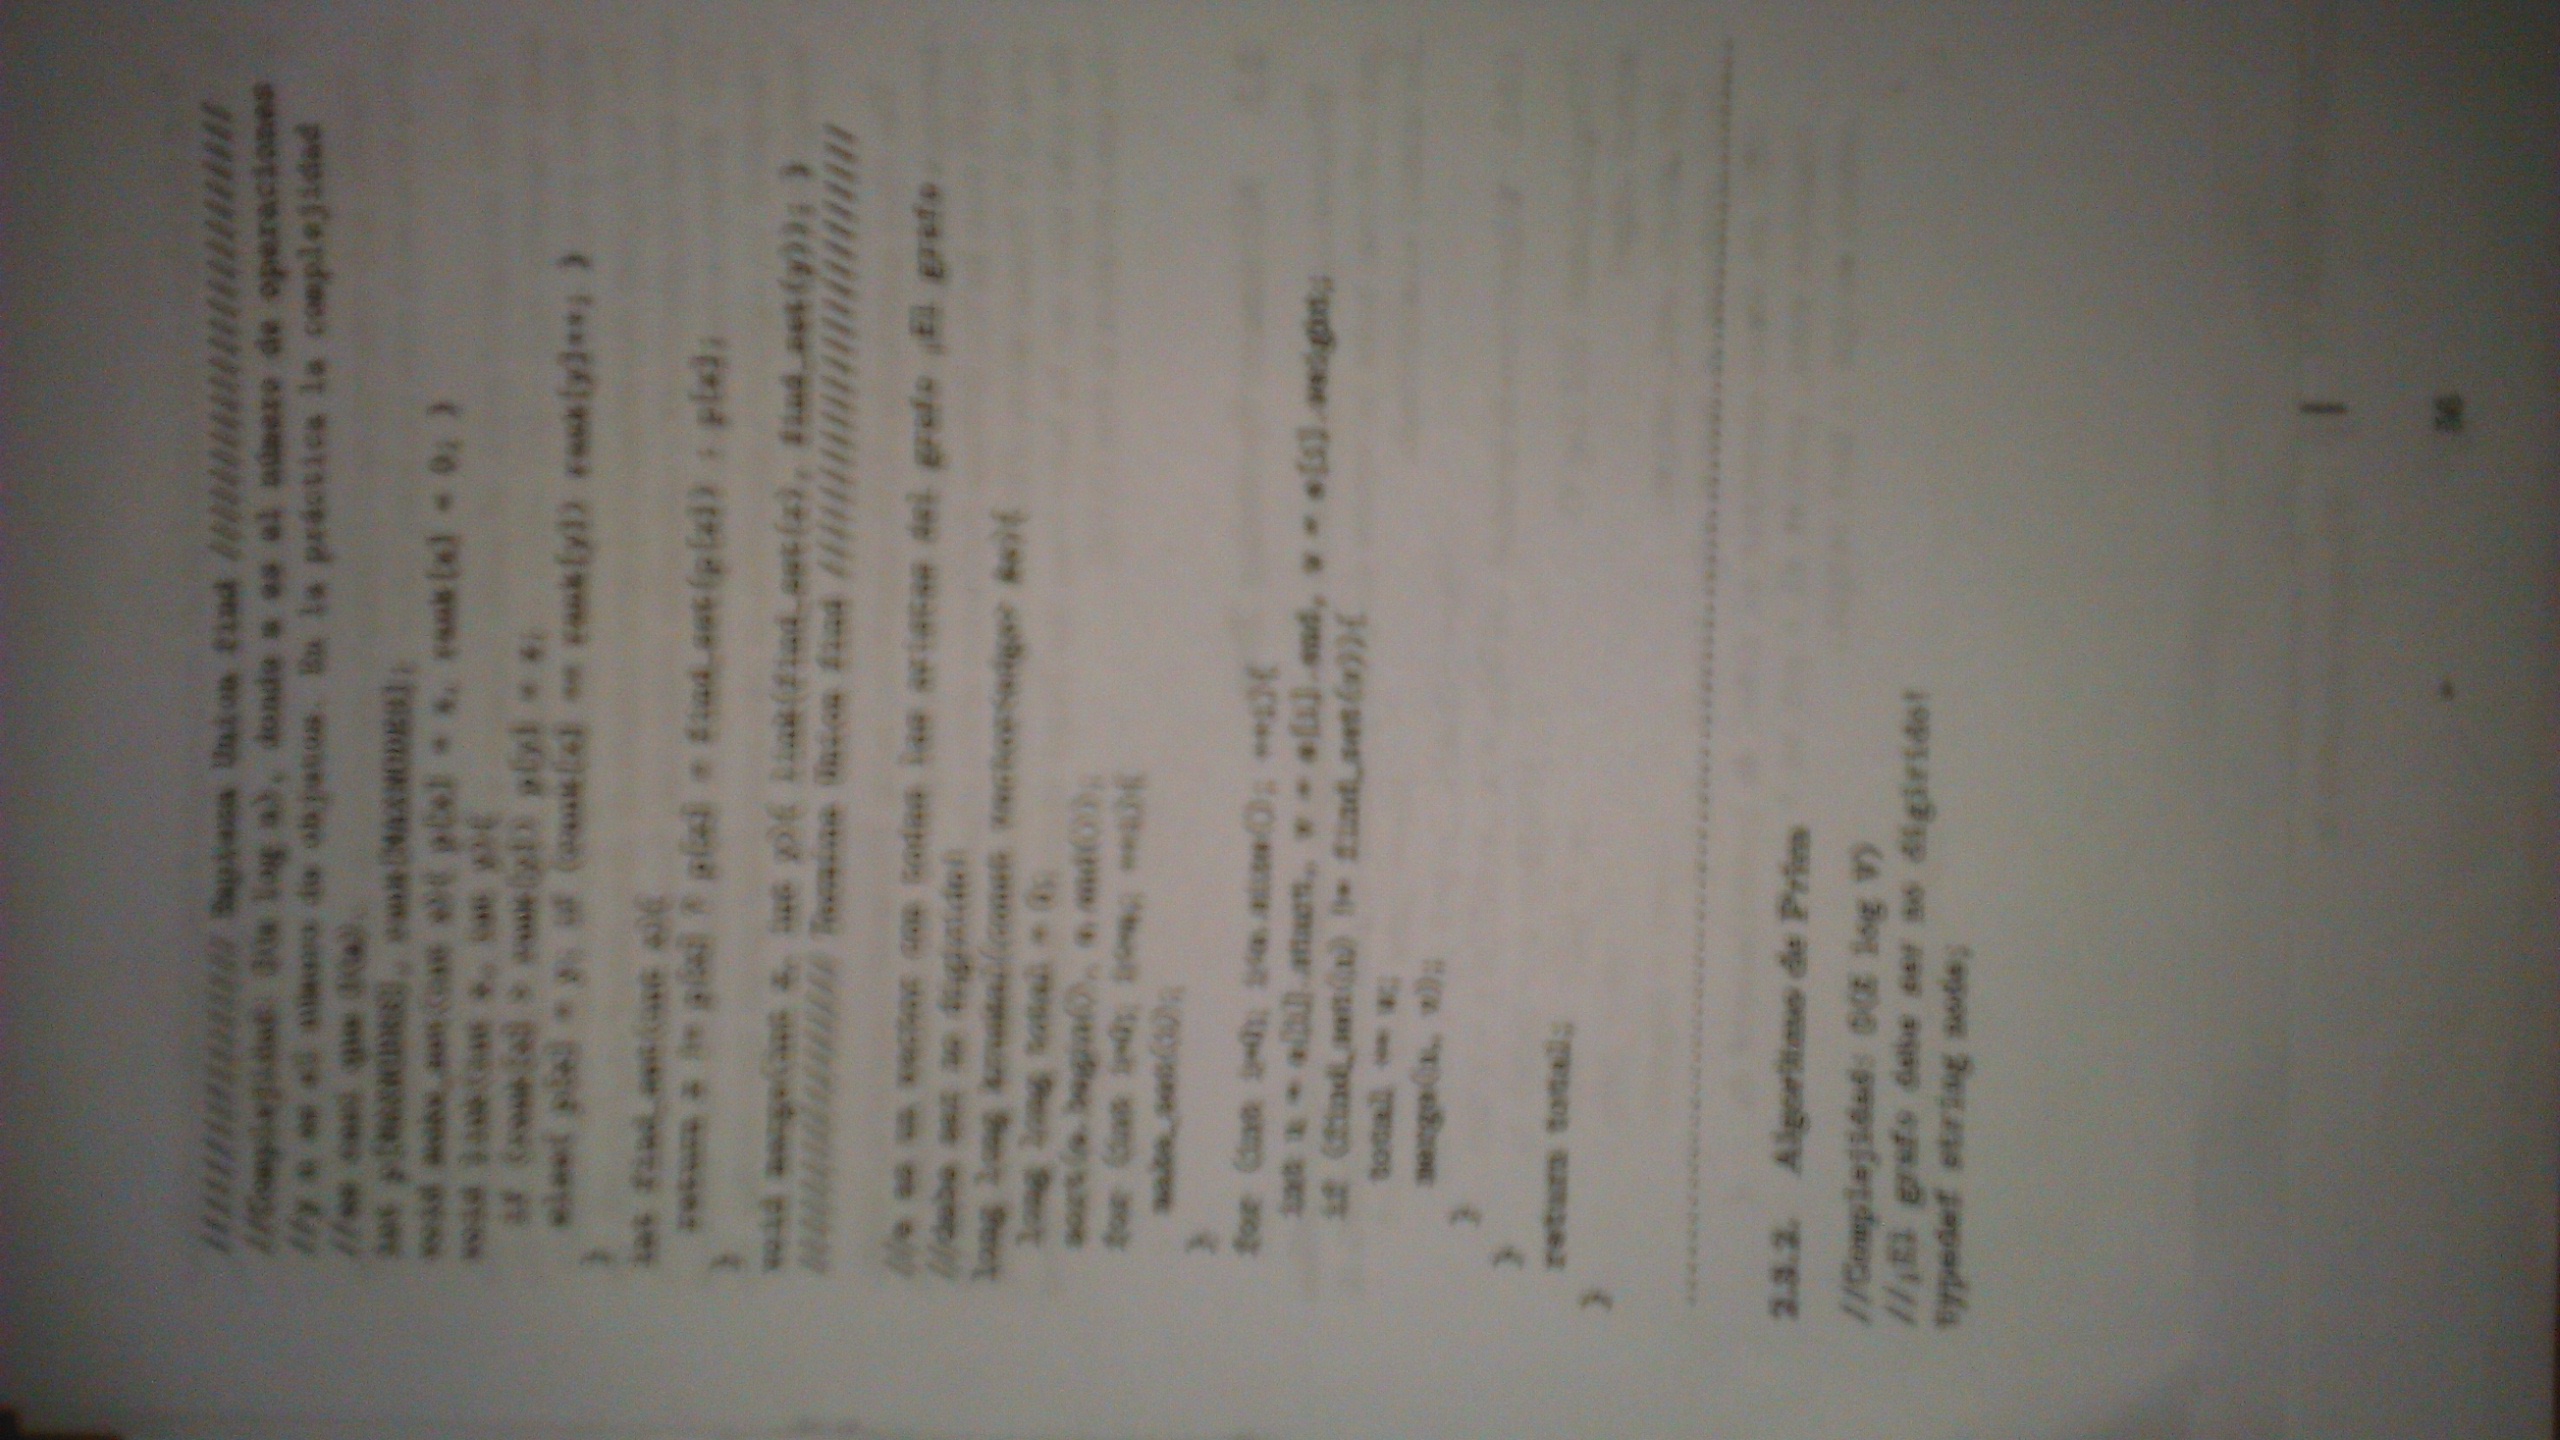 ///////////////// Empieza Union find /////////////////////////
//Complejidad: O(m log n), donde m es el número de operaciones
//y n es el número de objetos. En la práctica la complejidad
//es casi que O(m).
int p[MAXNODES], rank[MAXNODES];
void make_set(int x){ p[x] = x, rank[x] = 0; }
void link(int x, int y){
if (rank[x] > rank[y]) p[y] = x;
else{ p[x] = y; if (rank[x] == rank[y]) rank[y]++; }
}
int find_set(int x){
return x != p[x] ? p[x] = find_set(p[x]) : p[x];
}
void merge(int x, int y){ link(find_set(x), find_set(y)); }
///////////////// Termina Union find /////////////////////////
//e es un vector con todas las aristas del grafo ¡El grafo
//debe ser no digirido!
long long kruskal(const vector<edge> &e){
long long total = 0;
sort(e.begin(), e.end());
for (int i=0; i<=n; ++i){
make_set(i);
}
for (int i=0; i<e.size(); ++i){
int u = e[i].start, v = e[i].end, w = e[i].weight;
if (find_set(u) != find_set(v)){
total += w;
merge(u, v);
}
}
return total;
}
2.3.2. Algoritmo de Prim
//Complejidad: O(E log V)
//¡El grafo debe ser no digirido!
typedef string node;
36